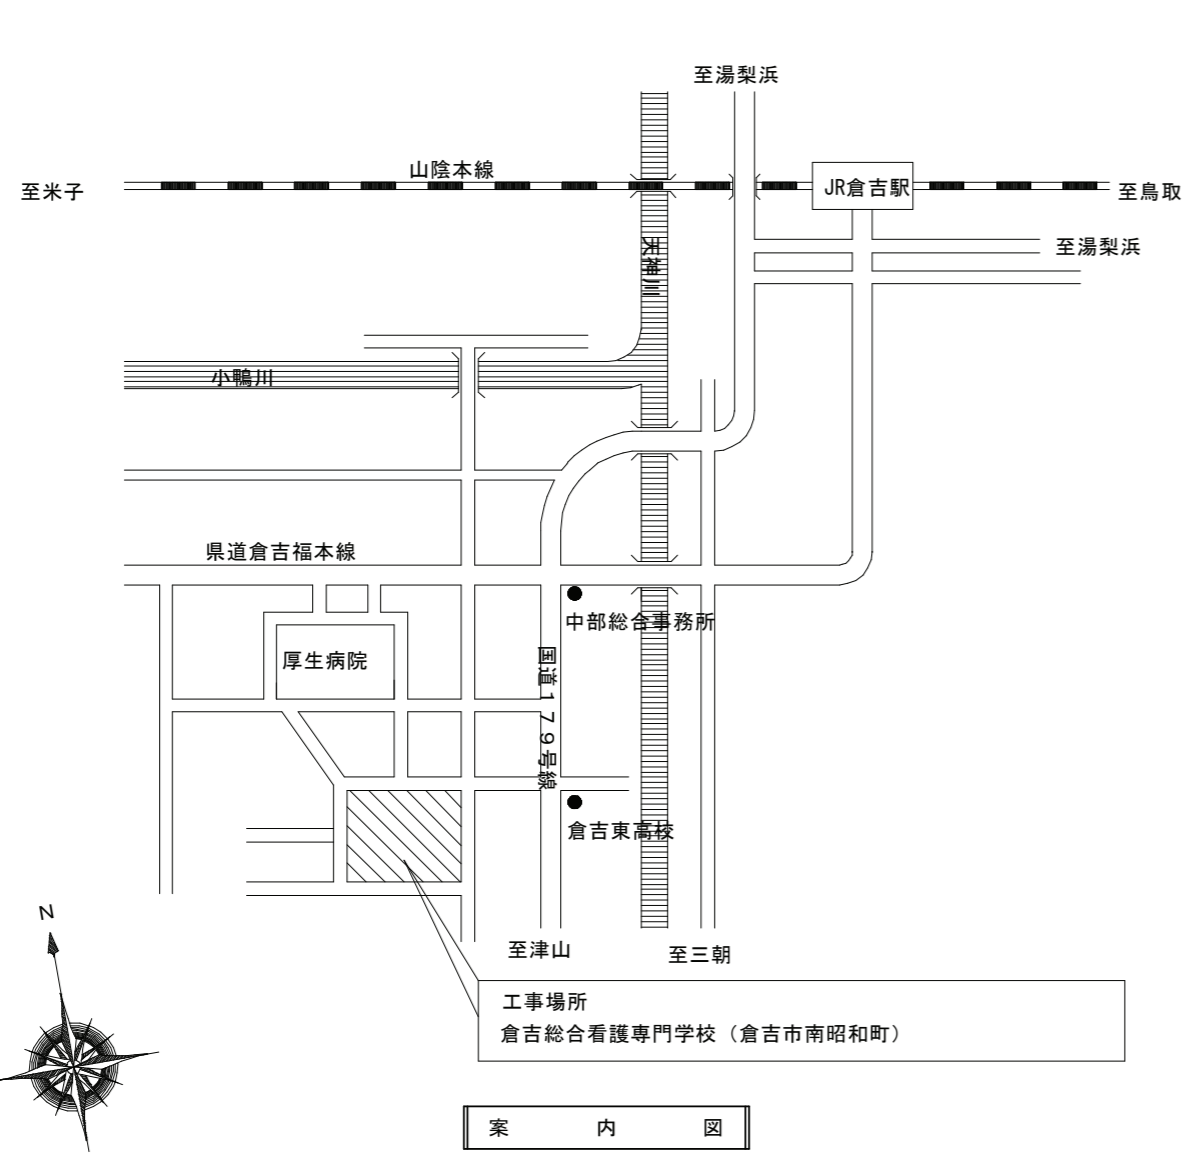 至湯梨浜
山陰本線
至米子
JR倉吉駅
至鳥取
天神川
至湯梨浜
小鴨川
県道倉吉福本線
中部総合事務所
厚生病院
国道179号線
倉吉東高校
N
至津山
至三朝
工事場所
倉吉総合看護専門学校（倉吉市南昭和町）
案内図